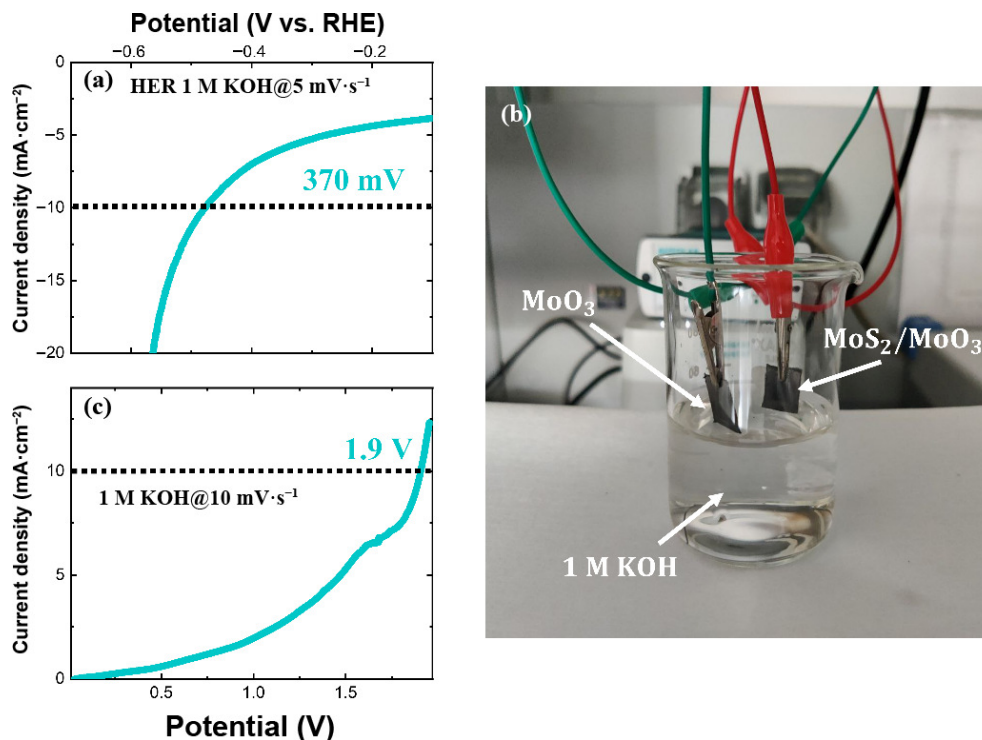 Potential (V vs. RHE)
−0.6 −0.4 −0.2
(a)
HER 1 M KOH@5 mV·s⁻¹
370 mV
0
−5
−10
−15
−20
Current density (mA·cm⁻²)
(b)
MoO₃
MoS₂/MoO₃
1 M KOH
(c)
1.9 V
1 M KOH@10 mV·s⁻¹
10
5
0
Current density (mA·cm⁻²)
0.5 1.0 1.5
Potential (V)